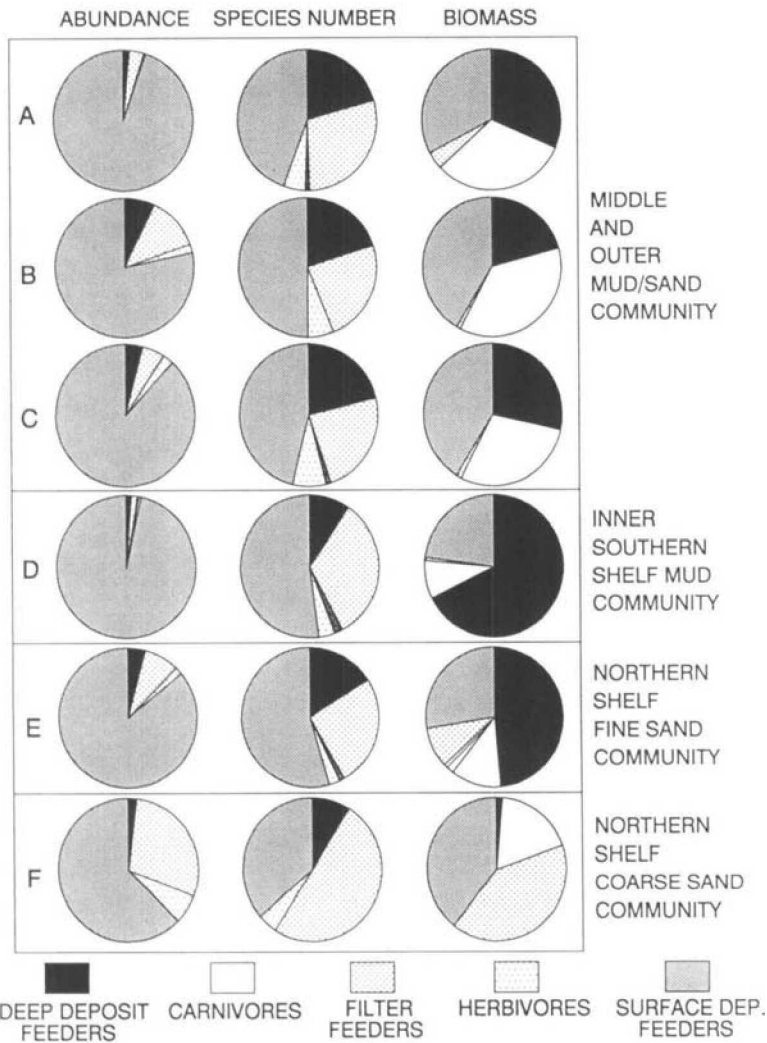 ABUNDANCE SPECIES NUMBER BIOMASS
A
B
C
MIDDLE
AND
OUTER
MUD/SAND
COMMUNITY
D
INNER
SOUTHERN
SHELF MUD
COMMUNITY
E
NORTHERN
SHELF
FINE SAND
COMMUNITY
F
NORTHERN
SHELF
COARSE SAND
COMMUNITY
DEEP DEPOSIT
FEEDERS
CARNIVORES
FILTER
FEEDERS
HERBIVORES
SURFACE DEP.
FEEDERS